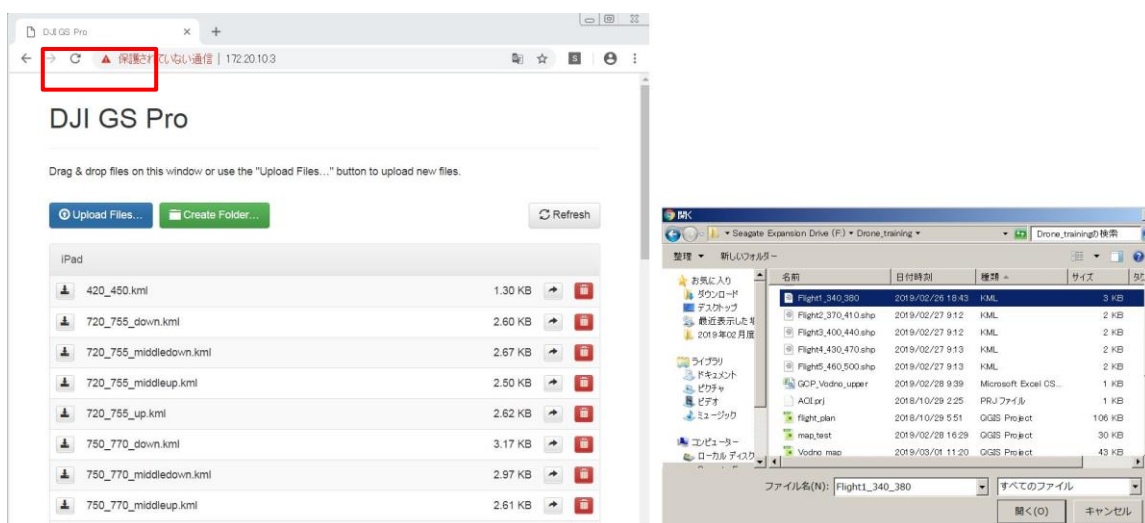 DJI GS Pro
保護されていない通信 | 172.20.10.3
DJI GS Pro
Drag & drop files on this window or use the "Upload Files…" button to upload new files.
Upload Files…
Create Folder…
Refresh
iPad
420_450.kml 1.30 KB
720_755_down.kml 2.60 KB
720_755_middledown.kml 2.67 KB
720_755_middleup.kml 2.50 KB
720_755_up.kml 2.62 KB
750_770_down.kml 3.17 KB
750_770_middledown.kml 2.97 KB
750_770_middleup.kml 2.61 KB
開く
Seagate Expansion Drive (F:) Drone_training
Drone_trainingの検索
整理 新しいフォルダー
お気に入り
ダウンロード
デスクトップ
最近表示した場
2019年02月度
ライブラリ
ドキュメント
ピクチャ
ビデオ
ミュージック
コンピューター
ローカル ディスク
名前 日付時刻 種類 サイズ
Flight1_340_380 2019/02/26 18:43 KML 3 KB
Flight2_370_410.shp 2019/02/27 9:12 KML 2 KB
Flight3_400_440.shp 2019/02/27 9:12 KML 2 KB
Flight4_430_470.shp 2019/02/27 9:13 KML 2 KB
Flight5_460_500.shp 2019/02/27 9:13 KML 2 KB
GCP_Vodno_upper 2019/02/28 9:39 Microsoft Excel CS... 1 KB
AOI.prj 2018/10/29 2:25 PRJ ファイル 1 KB
flight_plan 2018/10/29 5:51 QGIS Project 106 KB
map_test 2019/02/28 16:29 QGIS Project 30 KB
Vodno map 2019/03/01 11:20 QGIS Project 43 KB
ファイル名(N): Flight1_340_380
すべてのファイル
開く(O)
キャンセル